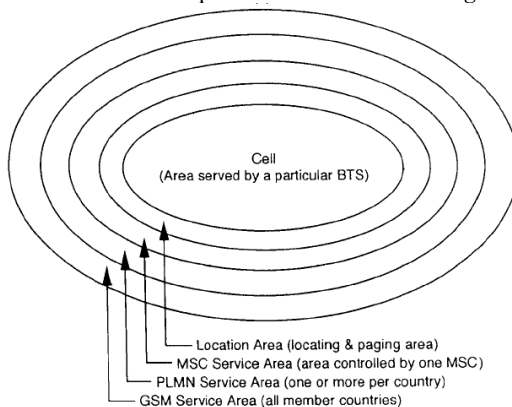 Cell
(Area served by a particular BTS)
Location Area (locating & paging area)
MSC Service Area (area controlled by one MSC)
PLMN Service Area (one or more per country)
GSM Service Area (all member countries)